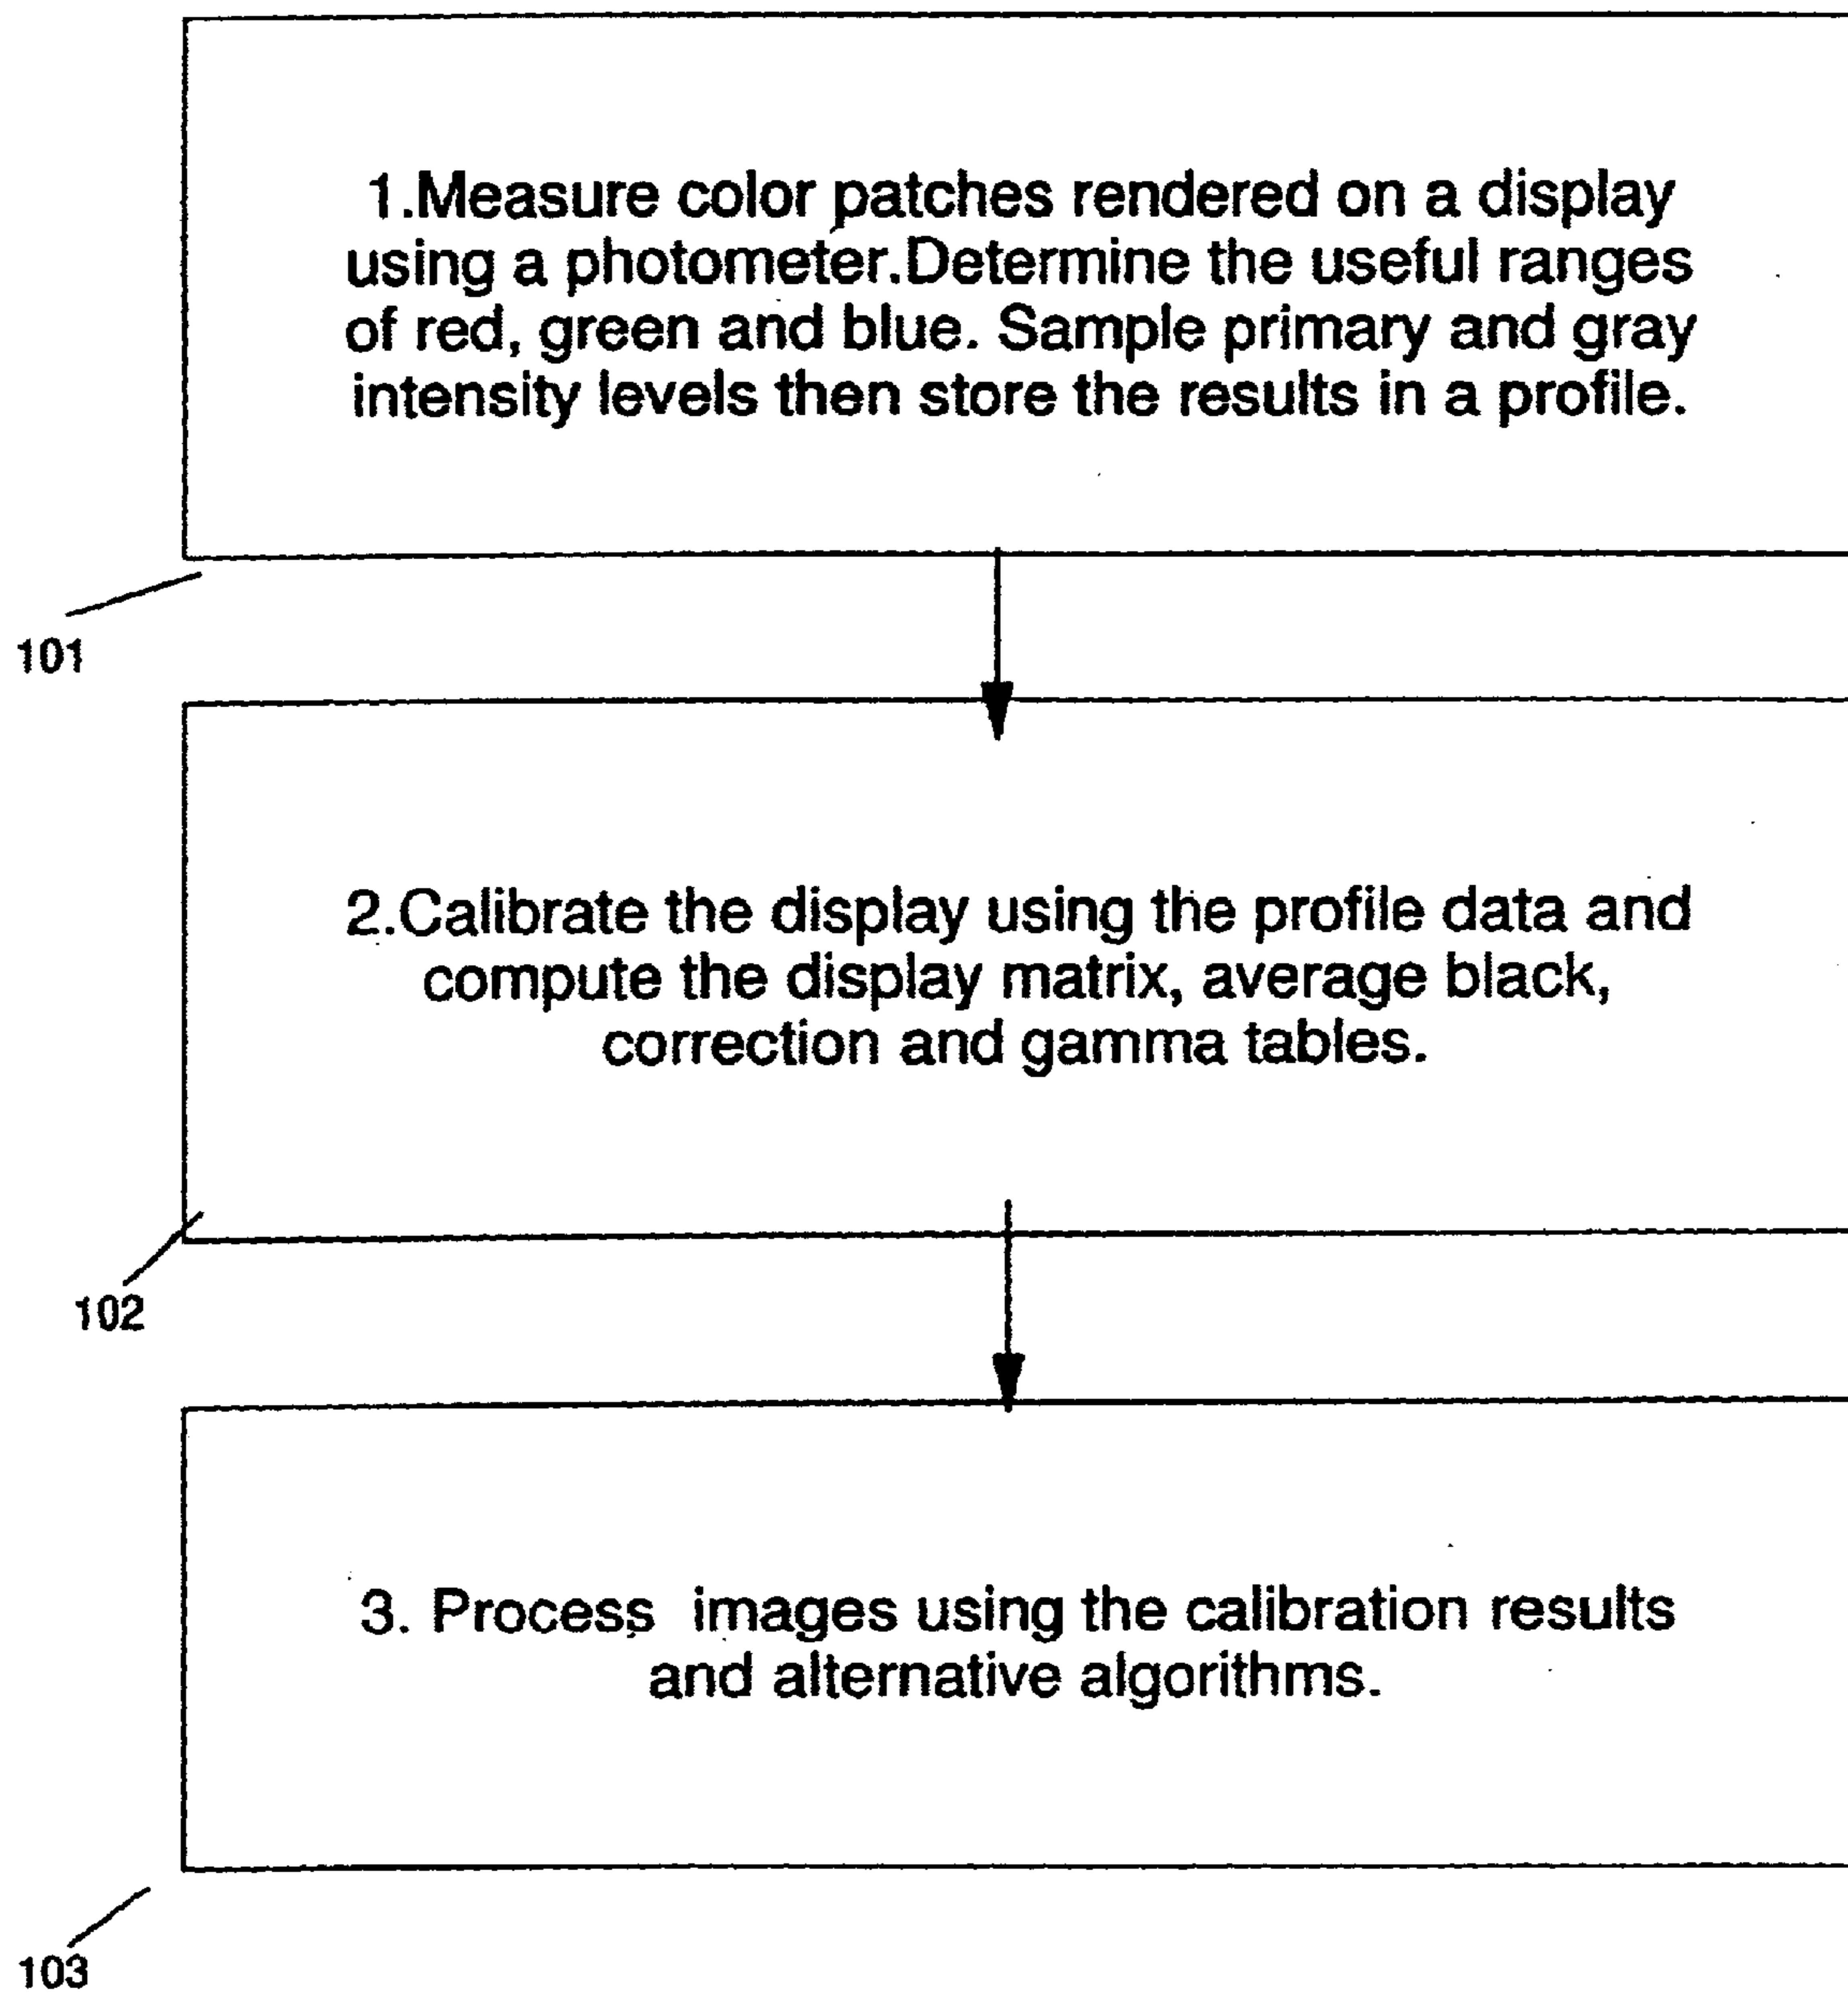 1.Measure color patches rendered on a display
using a photometer.Determine the useful ranges
of red, green and blue. Sample primary and gray
intensity levels then store the results in a profile.
101
2.Calibrate the display using the profile data and
compute the display matrix, average black,
correction and gamma tables.
102
3. Process images using the calibration results
and alternative algorithms.
103